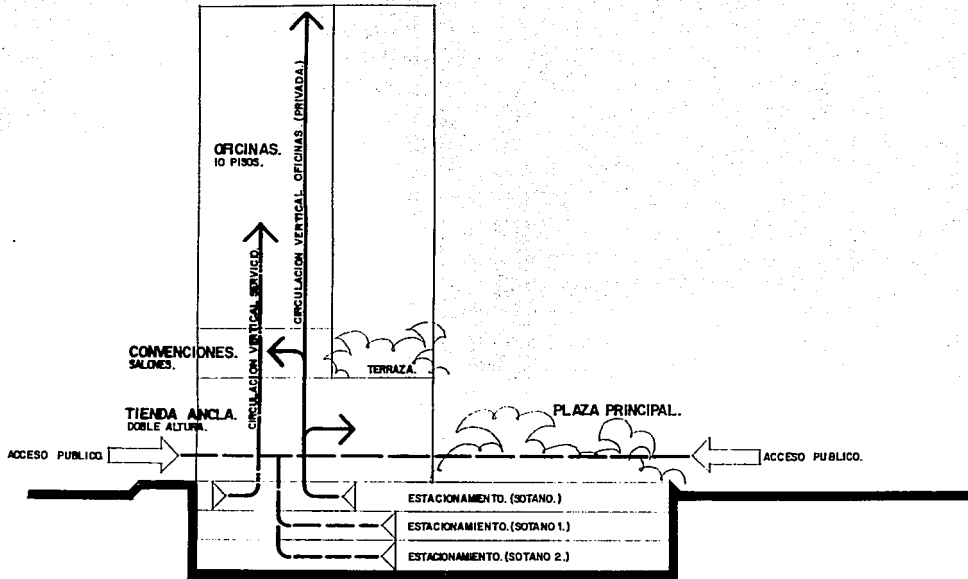 OFICINAS.
10 PISOS.
CIRCULACION VERTICAL OFICINAS. (PRIVADA.)
CIRCULACION VERTICAL SERVICIO.
CONVENCIONES.
SALONES.
TERRAZA.
TIENDA ANCLA.
DOBLE ALTURA.
PLAZA PRINCIPAL.
ACCESO PUBLICO.
ACCESO PUBLICO.
ESTACIONAMIENTO. (SOTANO.)
ESTACIONAMIENTO. (SOTANO 1.)
ESTACIONAMIENTO. (SOTANO 2.)